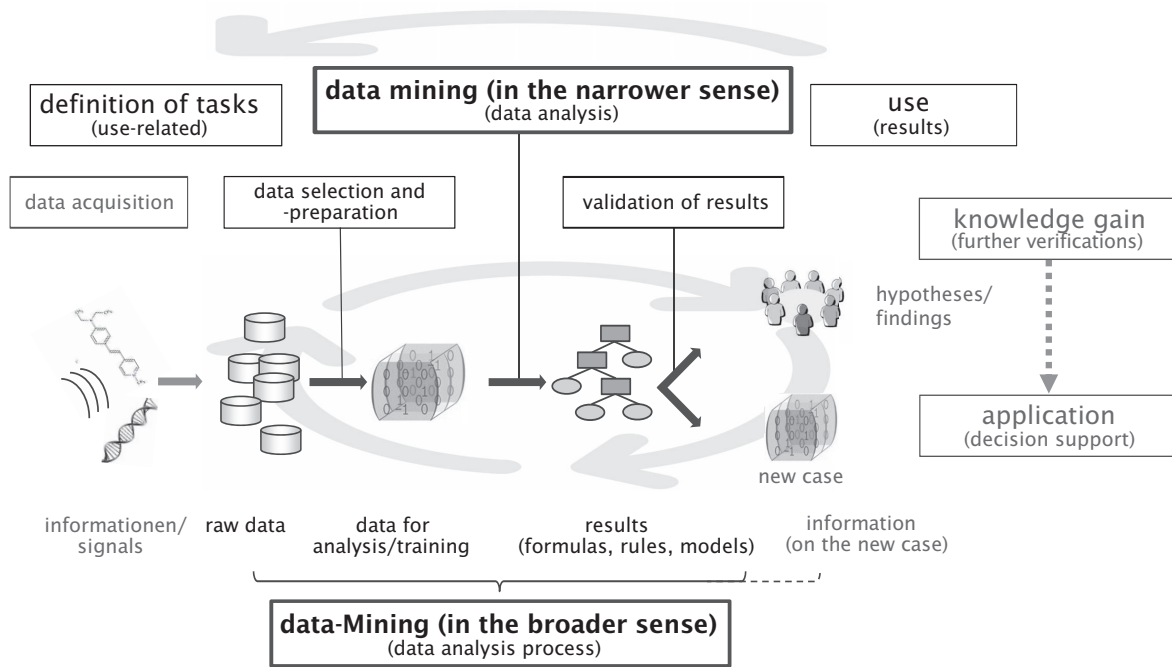 data mining (in the narrower sense)
(data analysis)
definition of tasks
(use-related)
use
(results)
data acquisition
data selection and
-preparation
validation of results
knowledge gain
(further verifications)
hypotheses/
findings
application
(decision support)
new case
informationen/
signals
raw data
data for
analysis/training
results
(formulas, rules, models)
information
(on the new case)
data-Mining (in the broader sense)
(data analysis process)